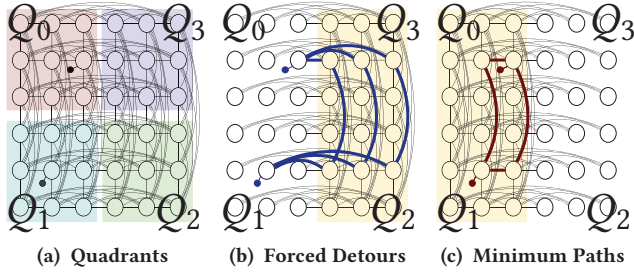 Q0 Q3 Q0 Q3 Q0 Q3
Q1 Q2 Q1 Q2 Q1 Q2
(a) Quadrants (b) Forced Detours (c) Minimum Paths